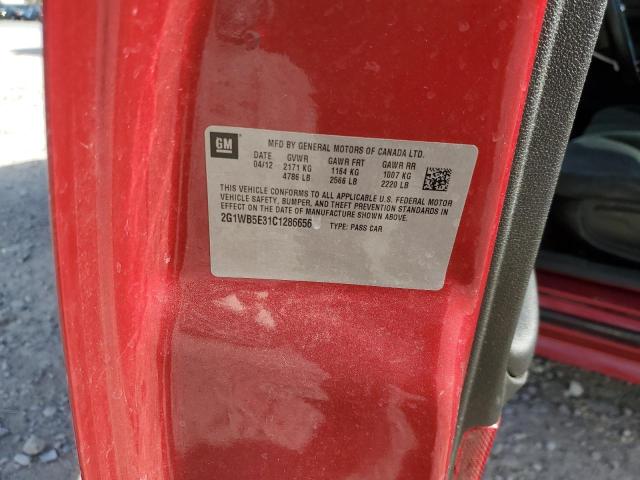 GM
MFD BY GENERAL MOTORS OF CANADA LTD.
DATE GVWR GAWR FRT GAWR RR
04/12 2171 KG 1164 KG 1007 KG
4786 LB 2566 LB 2220 LB
THIS VEHICLE CONFORMS TO ALL APPLICABLE U.S. FEDERAL MOTOR
VEHICLE SAFETY, BUMPER, AND THEFT PREVENTION STANDARDS IN
EFFECT ON THE DATE OF MANUFACTURE SHOWN ABOVE.
2G1WB5E31C1286656 TYPE: PASS CAR